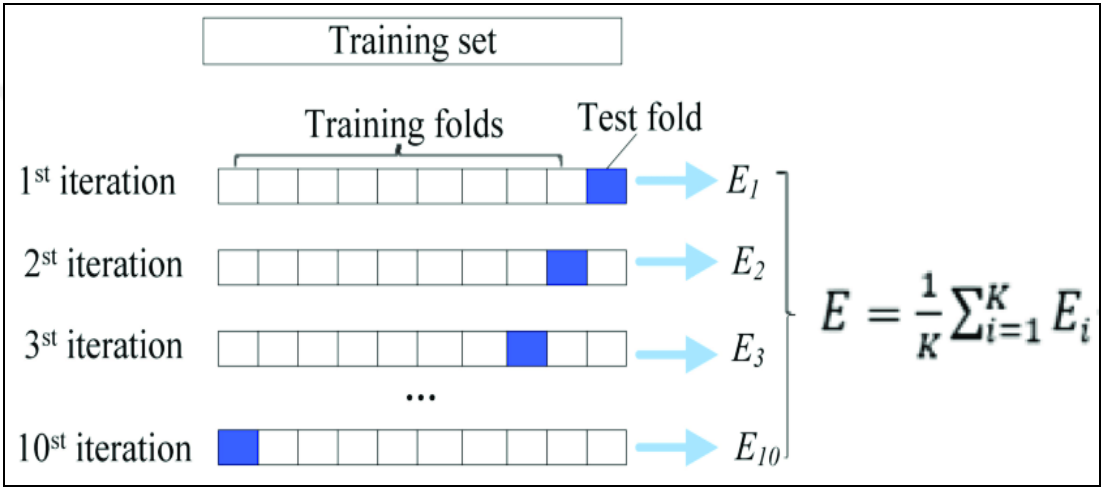 Training set
Training folds
Test fold
1st iteration
E1
2st iteration
E2
3st iteration
E3
...
10st iteration
E10
E = 1/K ∑_{i=1}^{K} E_i